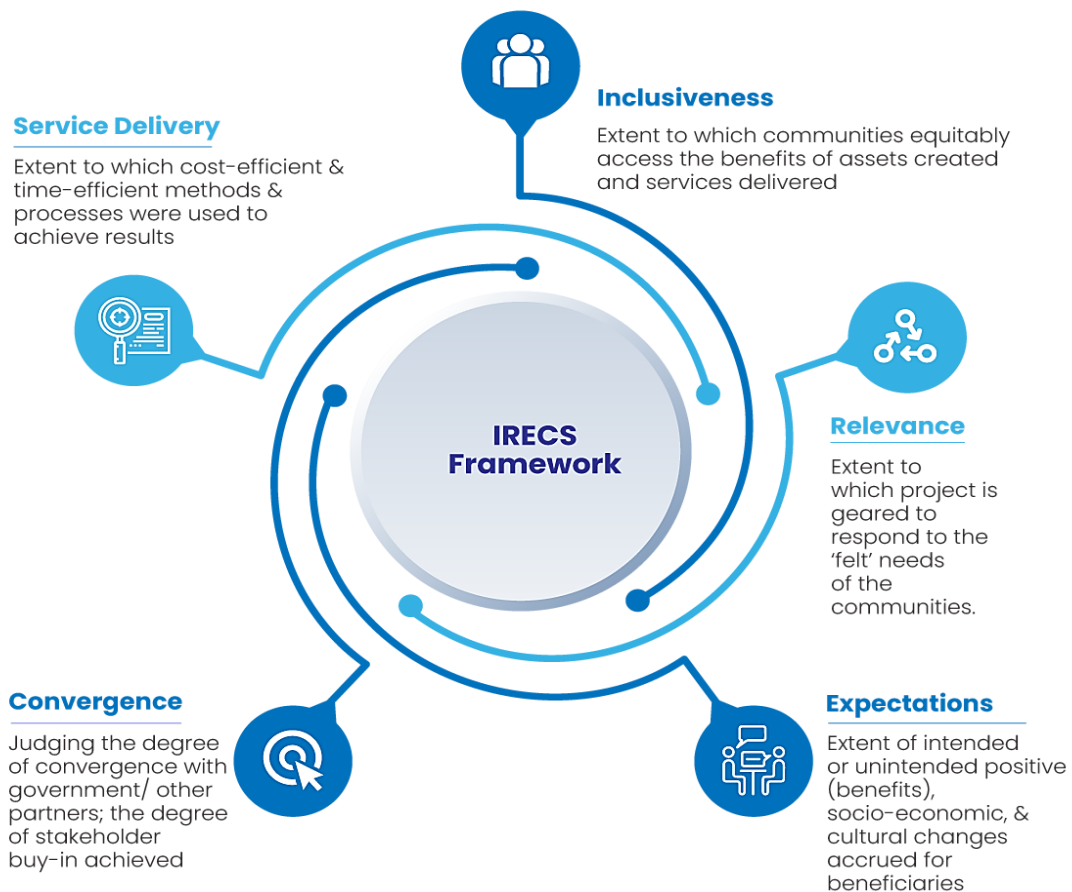 Inclusiveness
Extent to which communities equitably
access the benefits of assets created
and services delivered
Service Delivery
Extent to which cost-efficient &
time-efficient methods &
processes were used to
achieve results
IRECS
Framework
Relevance
Extent to
which project is
geared to
respond to the
‘felt’ needs
of the
communities.
Convergence
Judging the degree
of convergence with
government/ other
partners; the degree
of stakeholder
buy-in achieved
Expectations
Extent of intended
or unintended positive
(benefits),
socio-economic, &
cultural changes
accrued for
beneficiaries